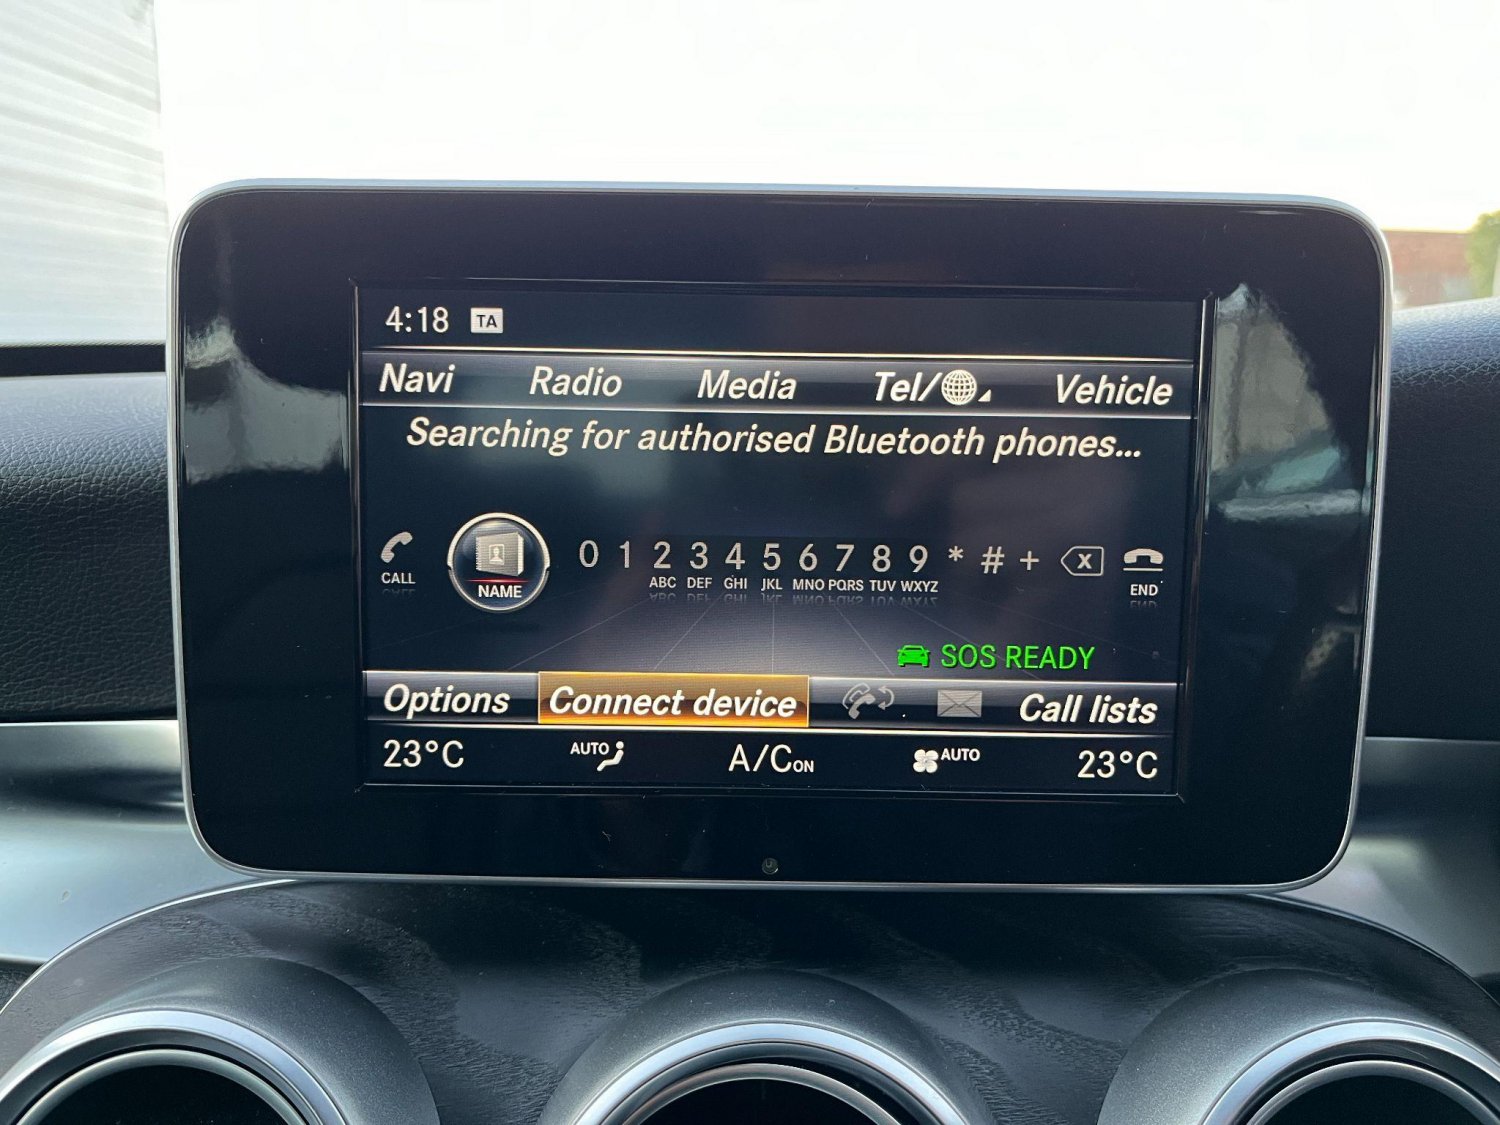 4:18 TA
Navi Radio Media Tel/ Vehicle
Searching for authorised Bluetooth phones...
CALL NAME 0 1 2 3 4 5 6 7 8 9 * # + x END
ABC DEF GHI JKL MNO PQRS TUV WXYZ
SOS READY
Options Connect device Call lists
23°C AUTO A/C ON AUTO 23°C